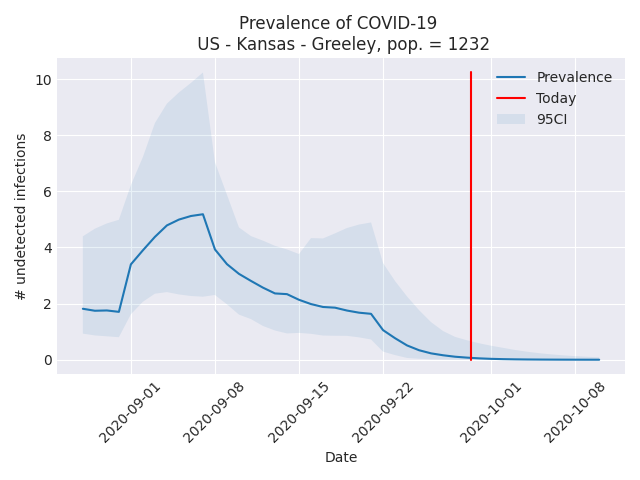 Prevalence of COVID-19
US - Kansas - Greeley, pop. = 1232
Prevalence
Today
95CI
10
8
6
4
2
0
# undetected infections
2020-09-01
2020-09-08
2020-09-15
2020-09-22
2020-10-01
2020-10-08
Date